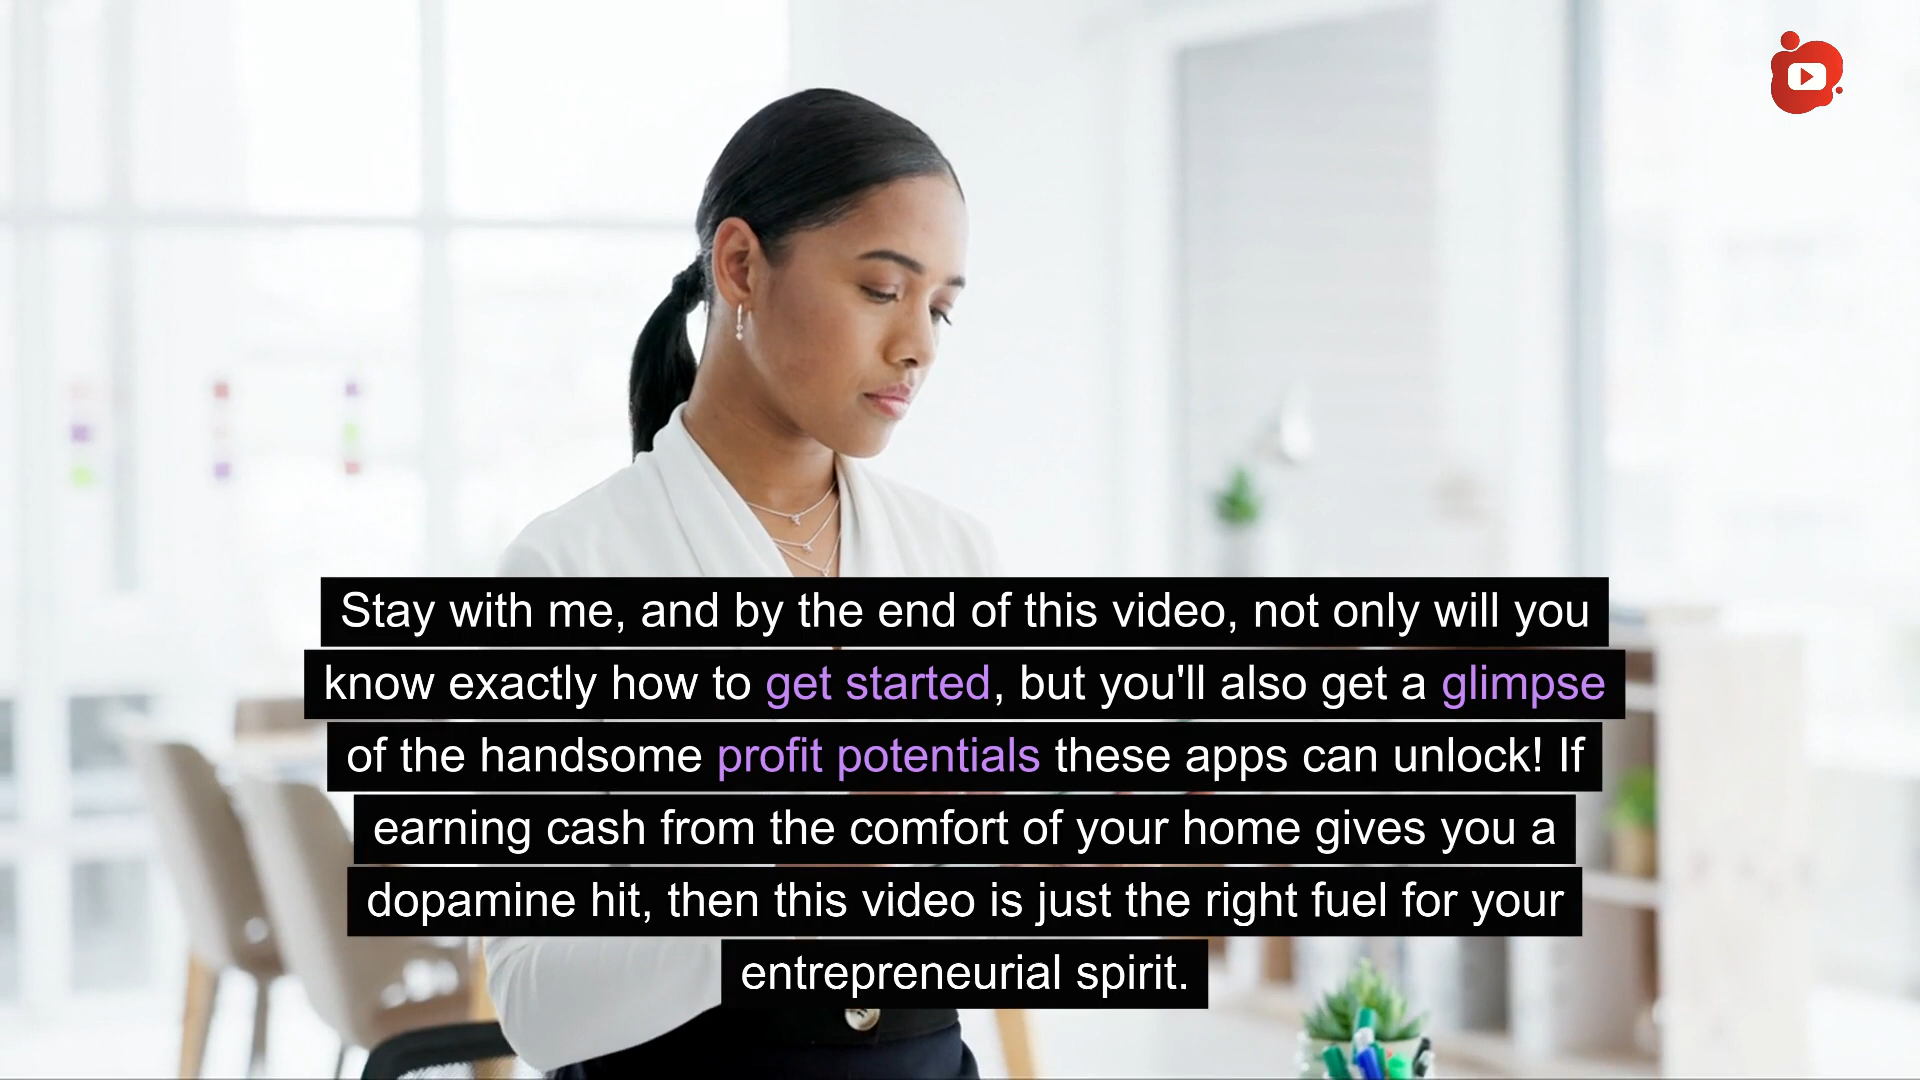 Stay with me, and by the end of this video, not only will you
know exactly how to get started, but you'll also get a glimpse
of the handsome profit potentials these apps can unlock! If
earning cash from the comfort of your home gives you a
dopamine hit, then this video is just the right fuel for your
entrepreneurial spirit.